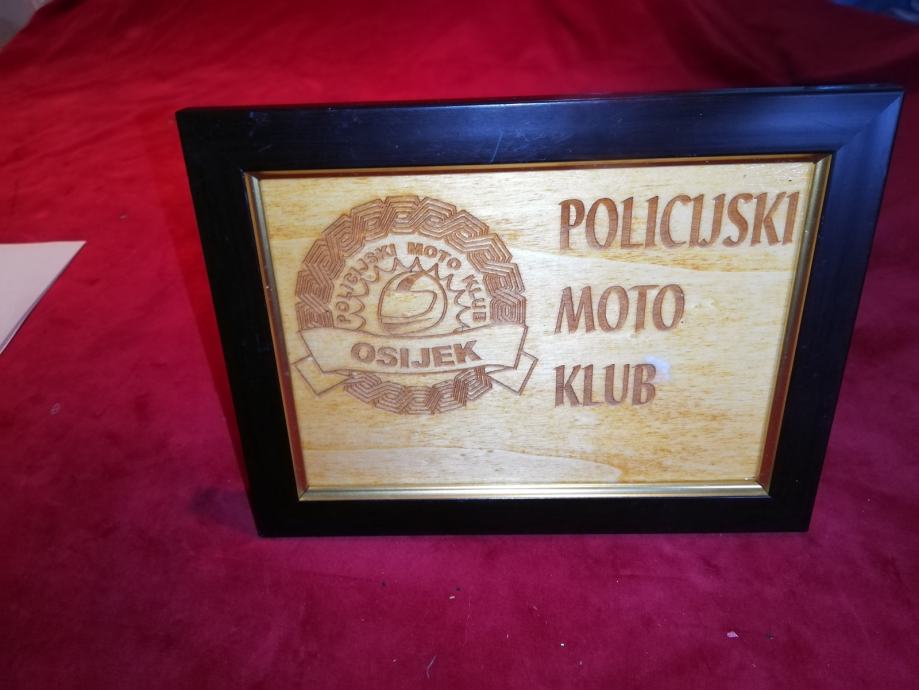 POLICIJSKI MOTO KLUB
OSIJEK
POLICIJSKI
MOTO
KLUB